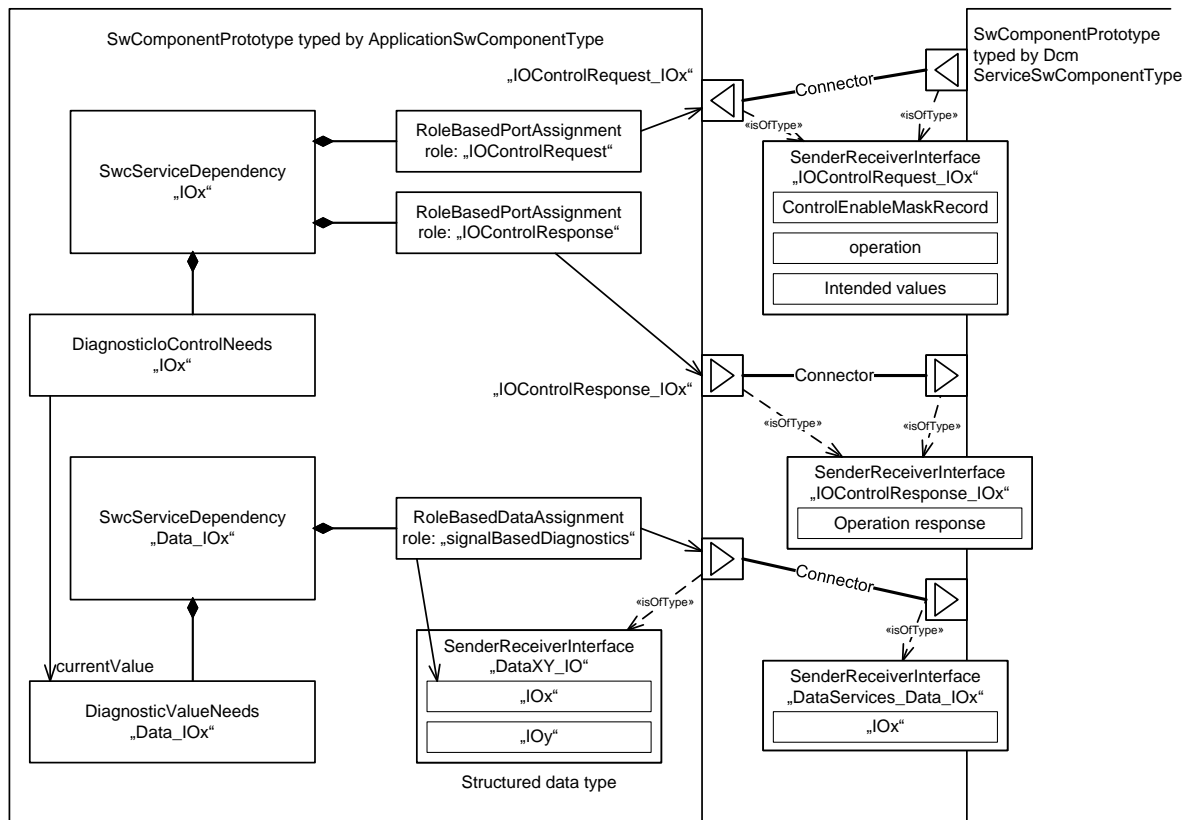 SwComponentPrototype typed by ApplicationSwComponentType
SwComponentPrototype
typed by Dcm
ServiceSwComponentType
„IOControlRequest_IOx“
Connector
«isOfType»
«isOfType»
RoleBasedPortAssignment
role: „IOControlRequest“
SwcServiceDependency
„IOx“
SenderReceiverInterface
„IOControlRequest_IOx“
ControlEnableMaskRecord
operation
Intended values
RoleBasedPortAssignment
role: „IOControlResponse“
DiagnosticIoControlNeeds
„IOx“
„IOControlResponse_IOx“
Connector
«isOfType»
«isOfType»
SenderReceiverInterface
„IOControlResponse_IOx“
Operation response
SwcServiceDependency
„Data_IOx“
RoleBasedDataAssignment
role: „signalBasedDiagnostics“
Connector
«isOfType»
«isOfType»
currentValue
SenderReceiverInterface
„DataXY_IO“
„IOx“
„IOy“
Structured data type
SenderReceiverInterface
„DataServices_Data_IOx“
„IOx“
DiagnosticValueNeeds
„Data_IOx“